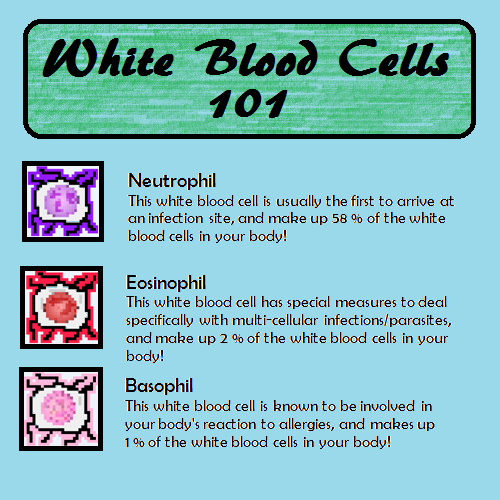 White Blood Cells
101
Neutrophil
This white blood cell is usually the first to arrive at
an infection site, and make up 58 % of the white
blood cells in your body!
Eosinophil
This white blood cell has special measures to deal
specifically with multi-cellular infections/parasites,
and make up 2 % of the white blood cells in your
body!
Basophil
This white blood cell is known to be involved in
your body's reaction to allergies, and makes up
1 % of the white blood cells in your body!